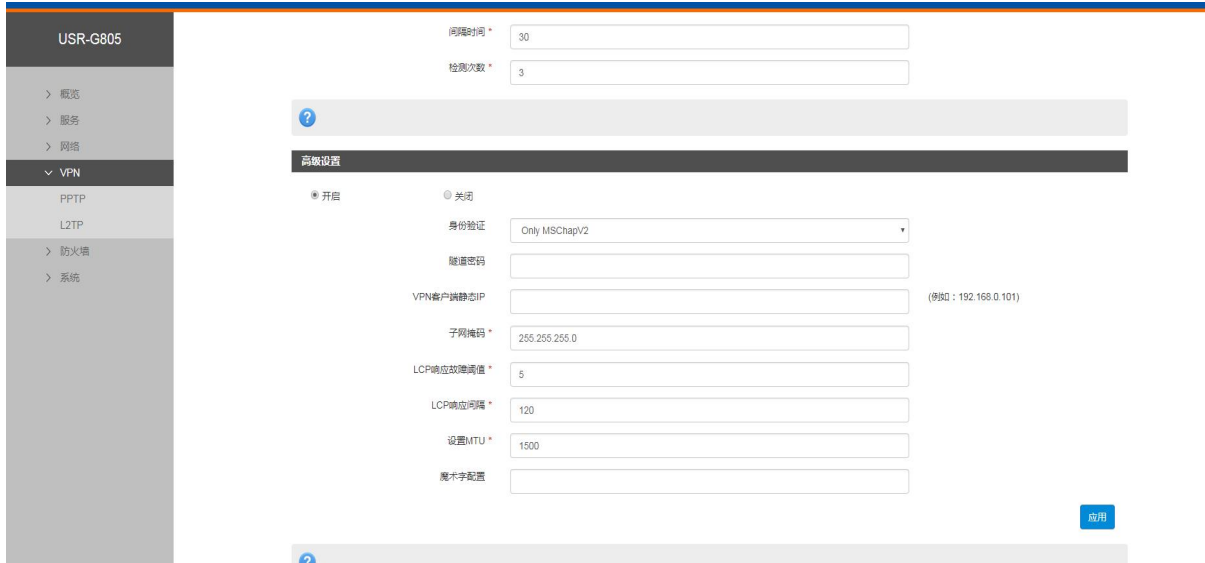 USR-G805
> 概览
> 服务
> 网络
VPN
PPTP
L2TP
> 防火墙
> 系统
间隔时间 * 30
检测次数 * 3
?
高级设置
开启 关闭
身份验证 Only MSChapV2
隧道密码
VPN客户端静态IP (例如：192.168.0.101)
子网掩码 * 255.255.255.0
LCP响应故障阈值 * 5
LCP响应间隔 * 120
设置MTU * 1500
魔术字配置
应用
?